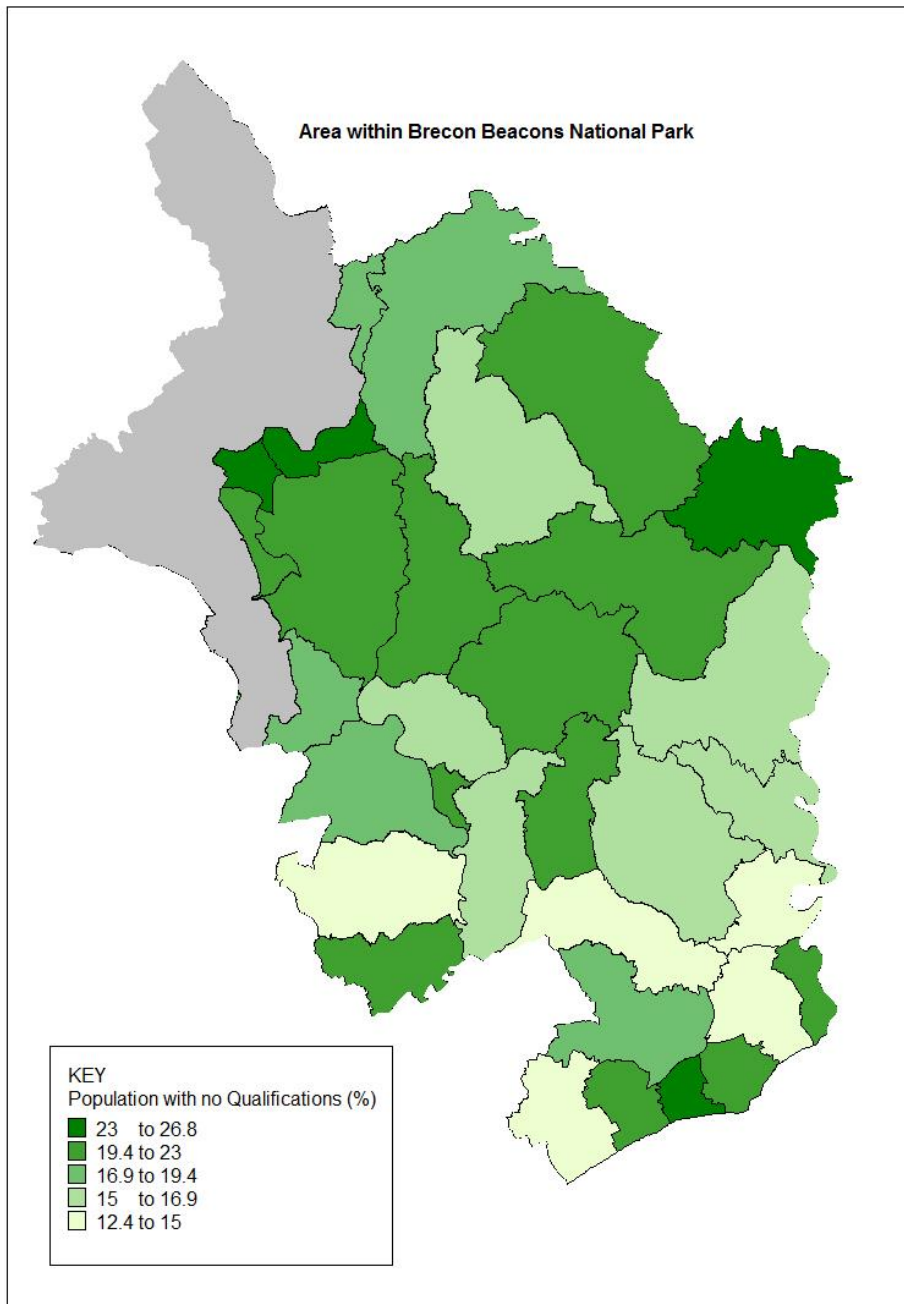 Area within Brecon Beacons National Park
KEY
Population with no Qualifications (%)
23 to 26.8
19.4 to 23
16.9 to 19.4
15 to 16.9
12.4 to 15